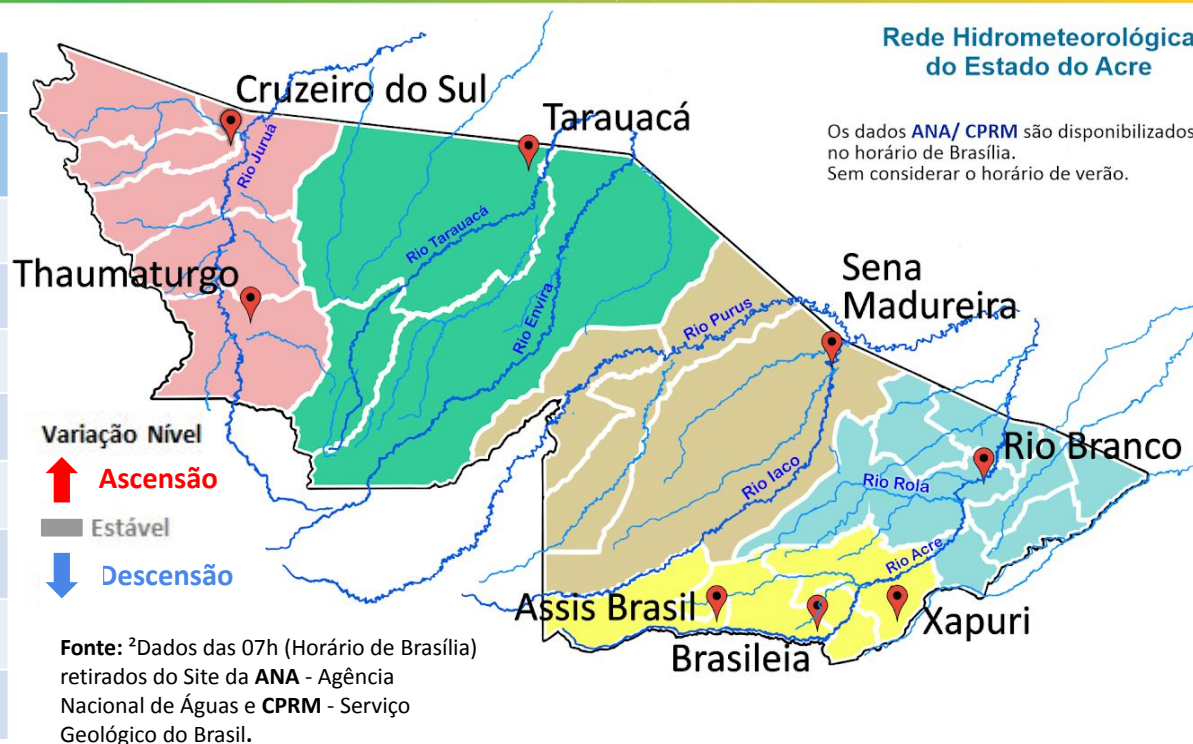 Rede Hidrometeorológica
do Estado do Acre
Os dados ANA/ CPRM são disponibilizados
no horário de Brasília.
Sem considerar o horário de verão.
Cruzeiro do Sul
Tarauacá
Rio Juruá
Rio Tarauacá
Thaumaturgo
Rio Envira
Sena
Madureira
Rio Purus
Variação Nível
Ascensão
Estável
Descensão
Rio Branco
Rio Iaco
Rio Rola
Rio Acre
Assis Brasil
Xapuri
Brasileia
Fonte: ²Dados das 07h (Horário de Brasília)
retirados do Site da ANA - Agência
Nacional de Águas e CPRM - Serviço
Geológico do Brasil.